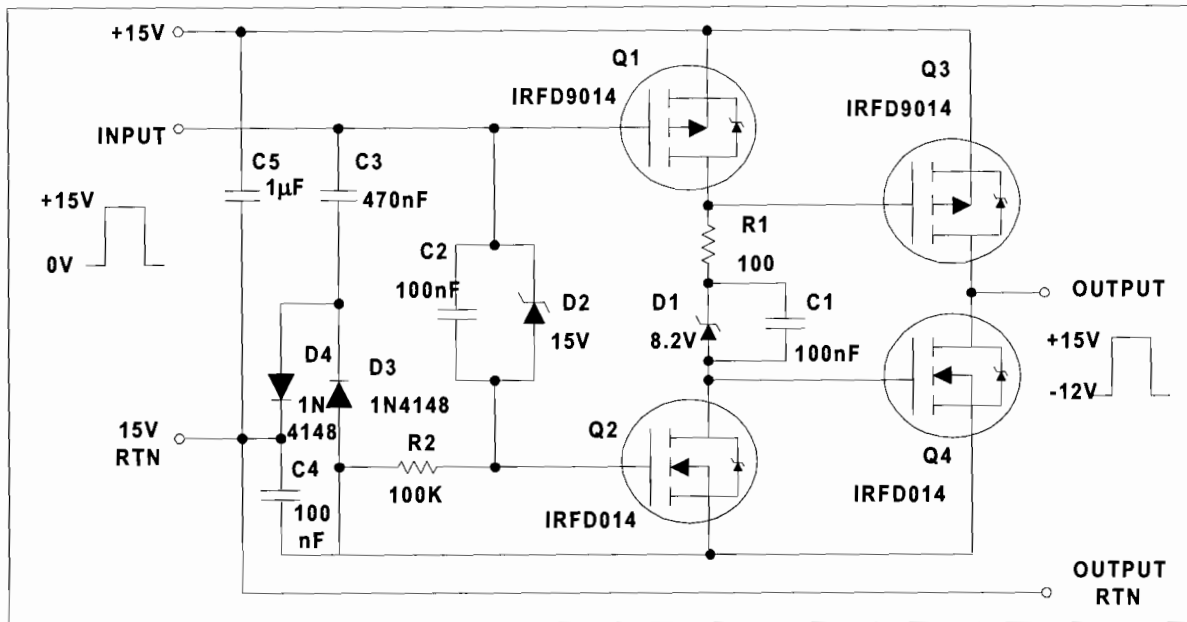 +15V
Q1
Q3
IRFD9014
IRFD9014
INPUT
C5
1µF
C3
470nF
+15V
0V
C2
100nF
D2
15V
R1
100
D1
8.2V
C1
100nF
OUTPUT
+15V
-12V
D4
1N
4148
D3
1N4148
15V
RTN
R2
100K
C4
100
nF
Q2
IRFD014
Q4
IRFD014
OUTPUT
RTN